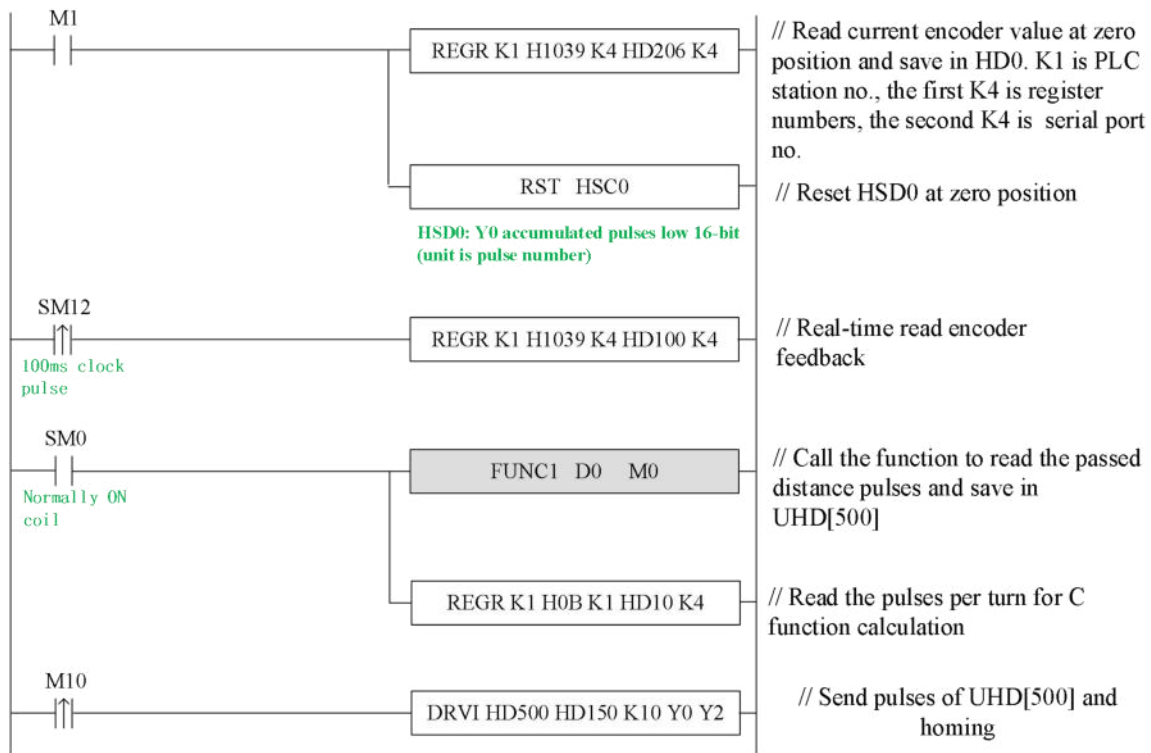 M1
REGR K1 H1039 K4 HD206 K4
// Read current encoder value at zero
position and save in HD0. K1 is PLC
station no., the first K4 is register
numbers, the second K4 is serial port
no.
RST HSC0
// Reset HSD0 at zero position
HSD0: Y0 accumulated pulses low 16-bit
(unit is pulse number)
SM12
REGR K1 H1039 K4 HD100 K4
// Real-time read encoder
feedback
100ms clock
pulse
SM0
FUNC1 D0 M0
// Call the function to read the passed
distance pulses and save in
UHD[500]
Normally ON
coil
REGR K1 H0B K1 HD10 K4
// Read the pulses per turn for C
function calculation
M10
DRVI HD500 HD150 K10 Y0 Y2
// Send pulses of UHD[500] and
homing